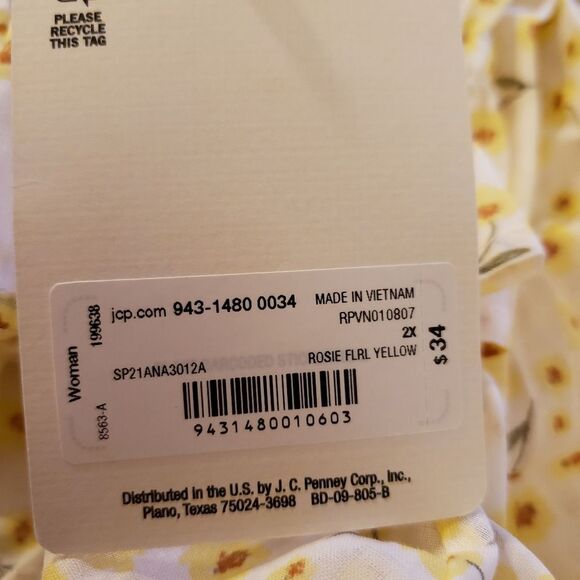 PLEASE
RECYCLE
THIS TAG
jcp.com 943-1480 0034
MADE IN VIETNAM
RPVN010807
2X
SP21ANA3012A
ROSIE FLRL YELLOW
9431480010603
Woman
199638
8563-A
$34
Distributed in the U.S. by J. C. Penney Corp., Inc.,
Plano, Texas 75024-3698 BD-09-805-B